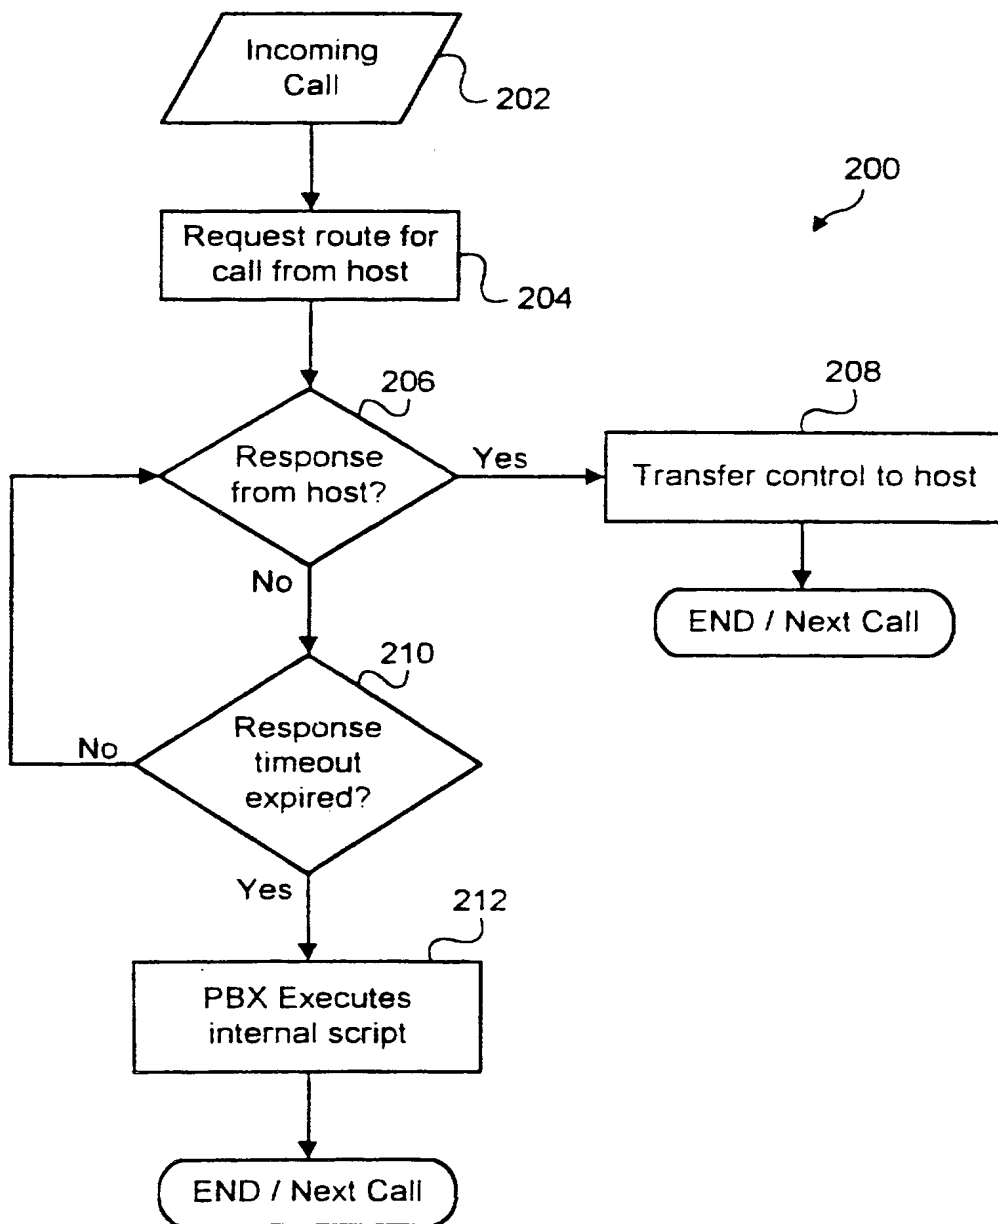 Incoming
Call
202
200
Request route for
call from host
204
206
208
Response
from host?
Yes
Transfer control to host
No
END / Next Call
210
Response
timeout
expired?
No
Yes
212
PBX Executes
internal script
END / Next Call